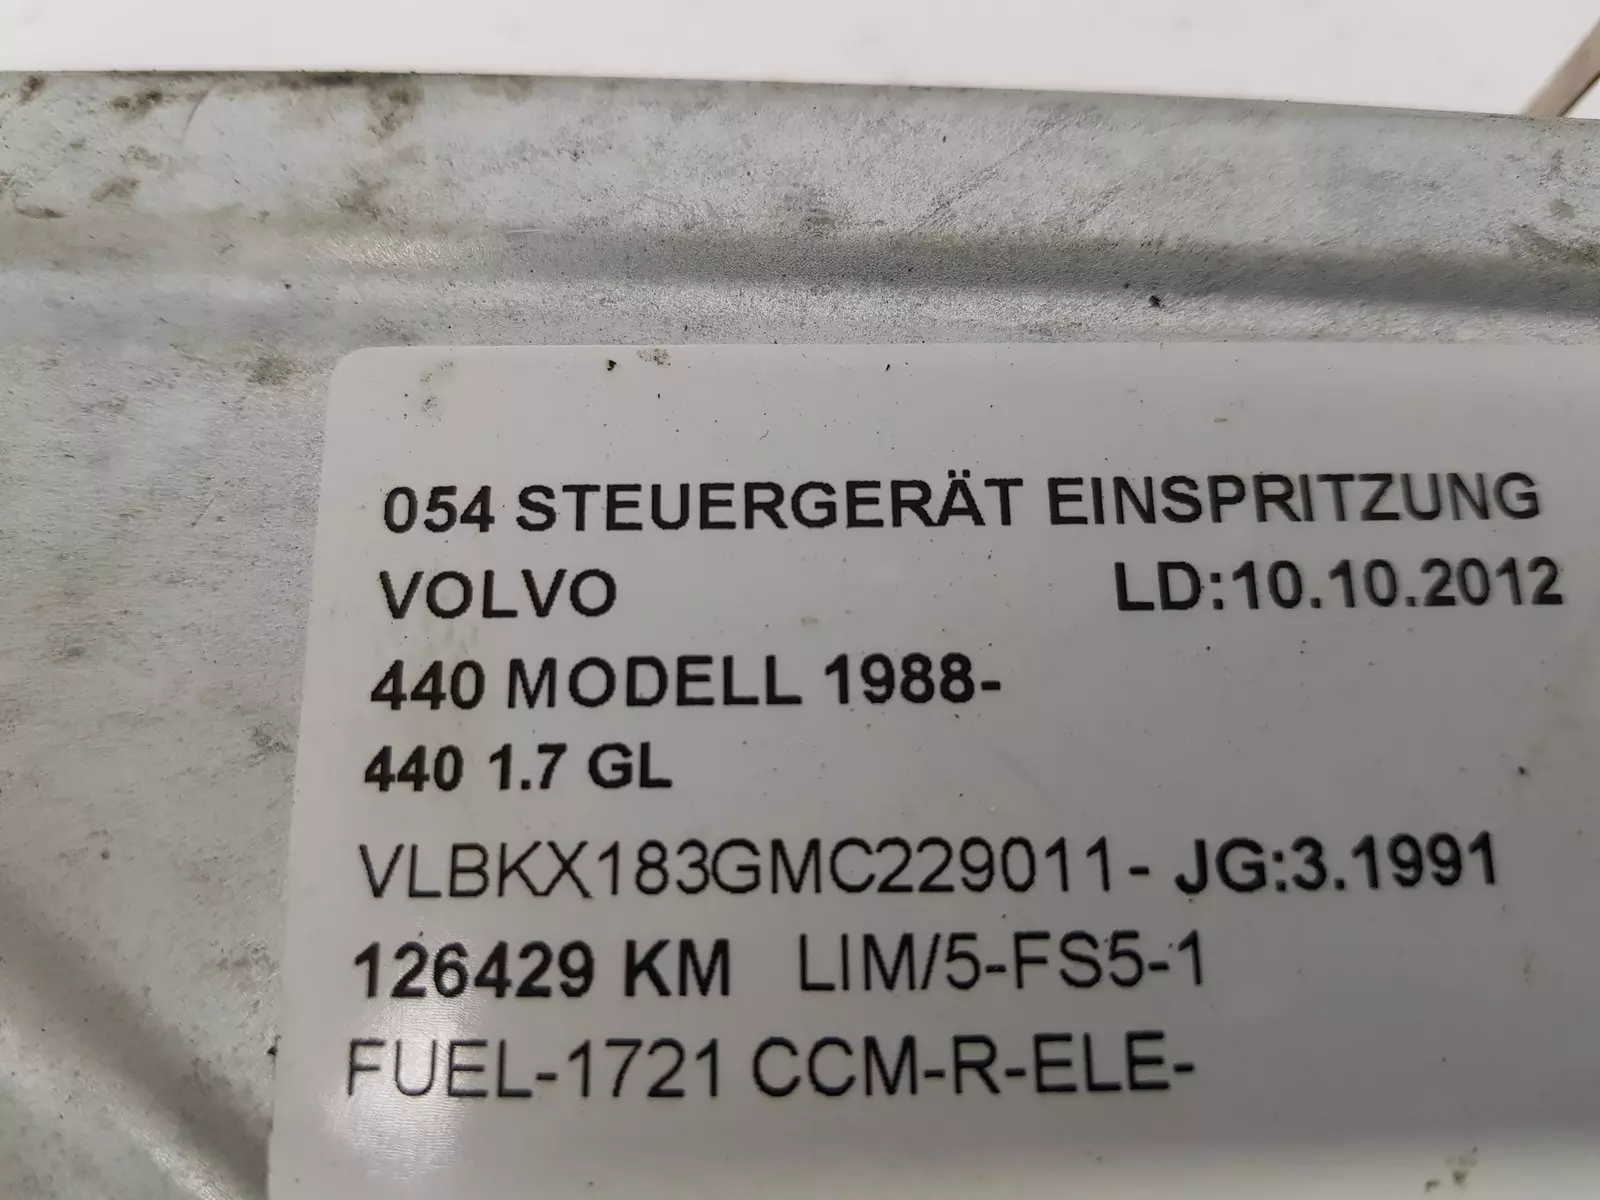 054 STEUERGERÄT EINSPRITZUNG
VOLVO LD:10.10.2012
440 MODELL 1988-
440 1.7 GL
VLBKX183GMC229011- JG:3.1991
126429 KM LIM/5-FS5-1
FUEL-1721 CCM-R-ELE-